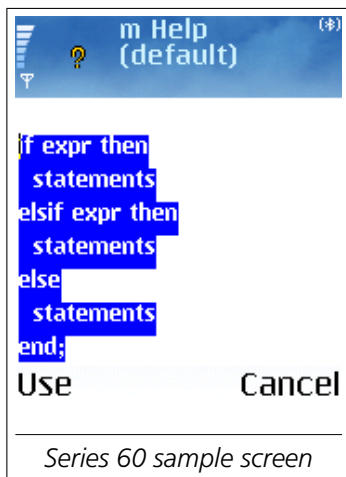 m Help
(default)
if expr then
statements
elsif expr then
statements
else
statements
end;
Use Cancel
Series 60 sample screen